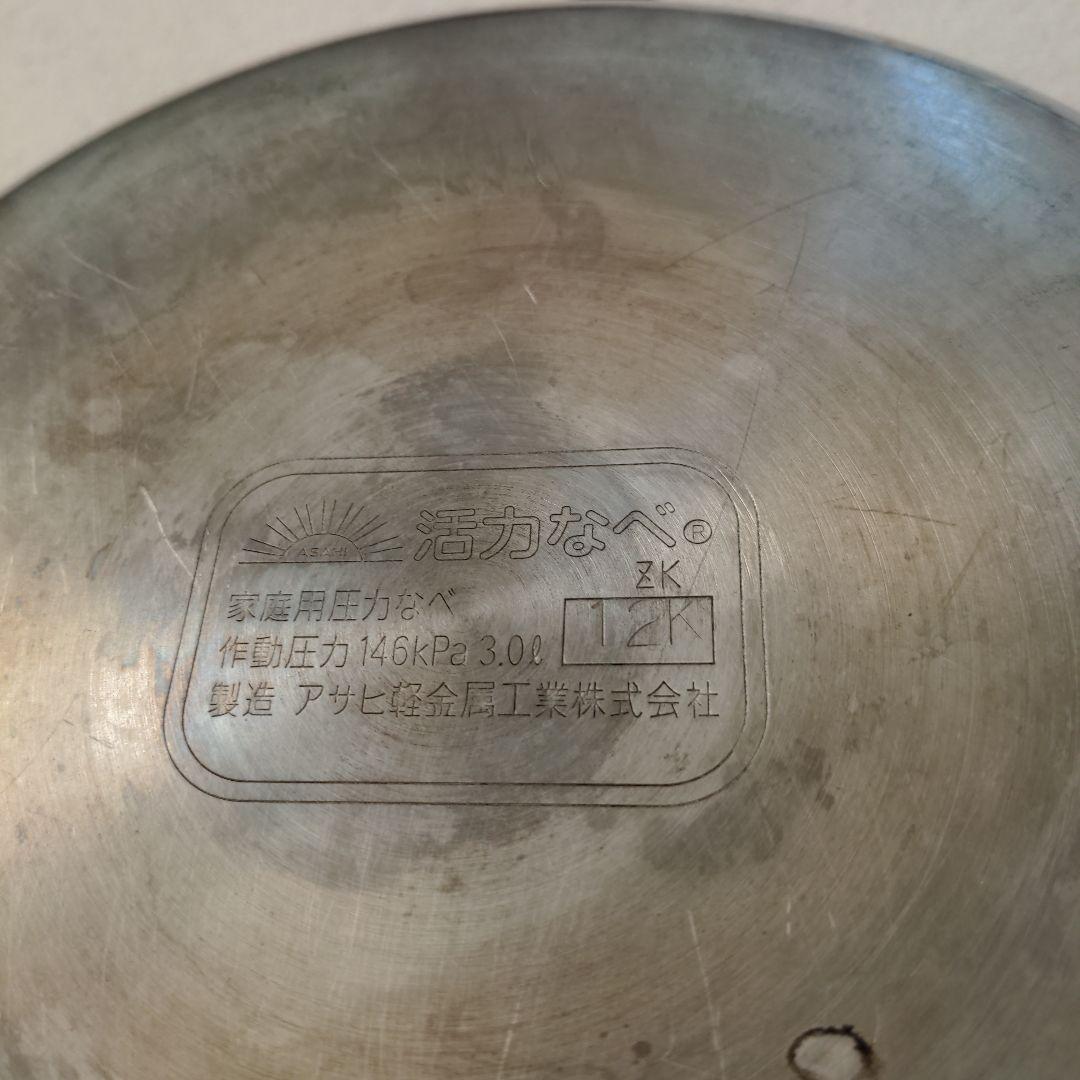 ASAHI 活力なべ®
ZK
家庭用圧力なべ
作動圧力 146kPa 3.0ℓ 12K
製造 アサヒ軽金属工業株式会社